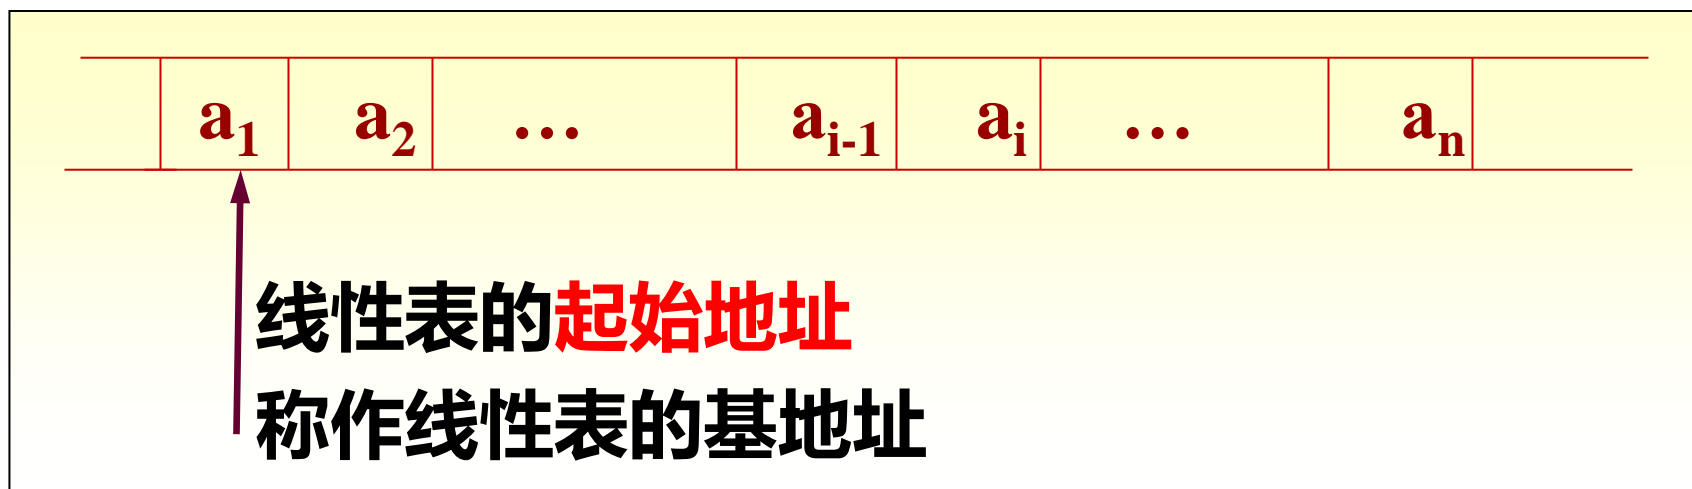 a₁ a₂ … aᵢ₋₁ aᵢ … aₙ
线性表的起始地址
称作线性表的基地址